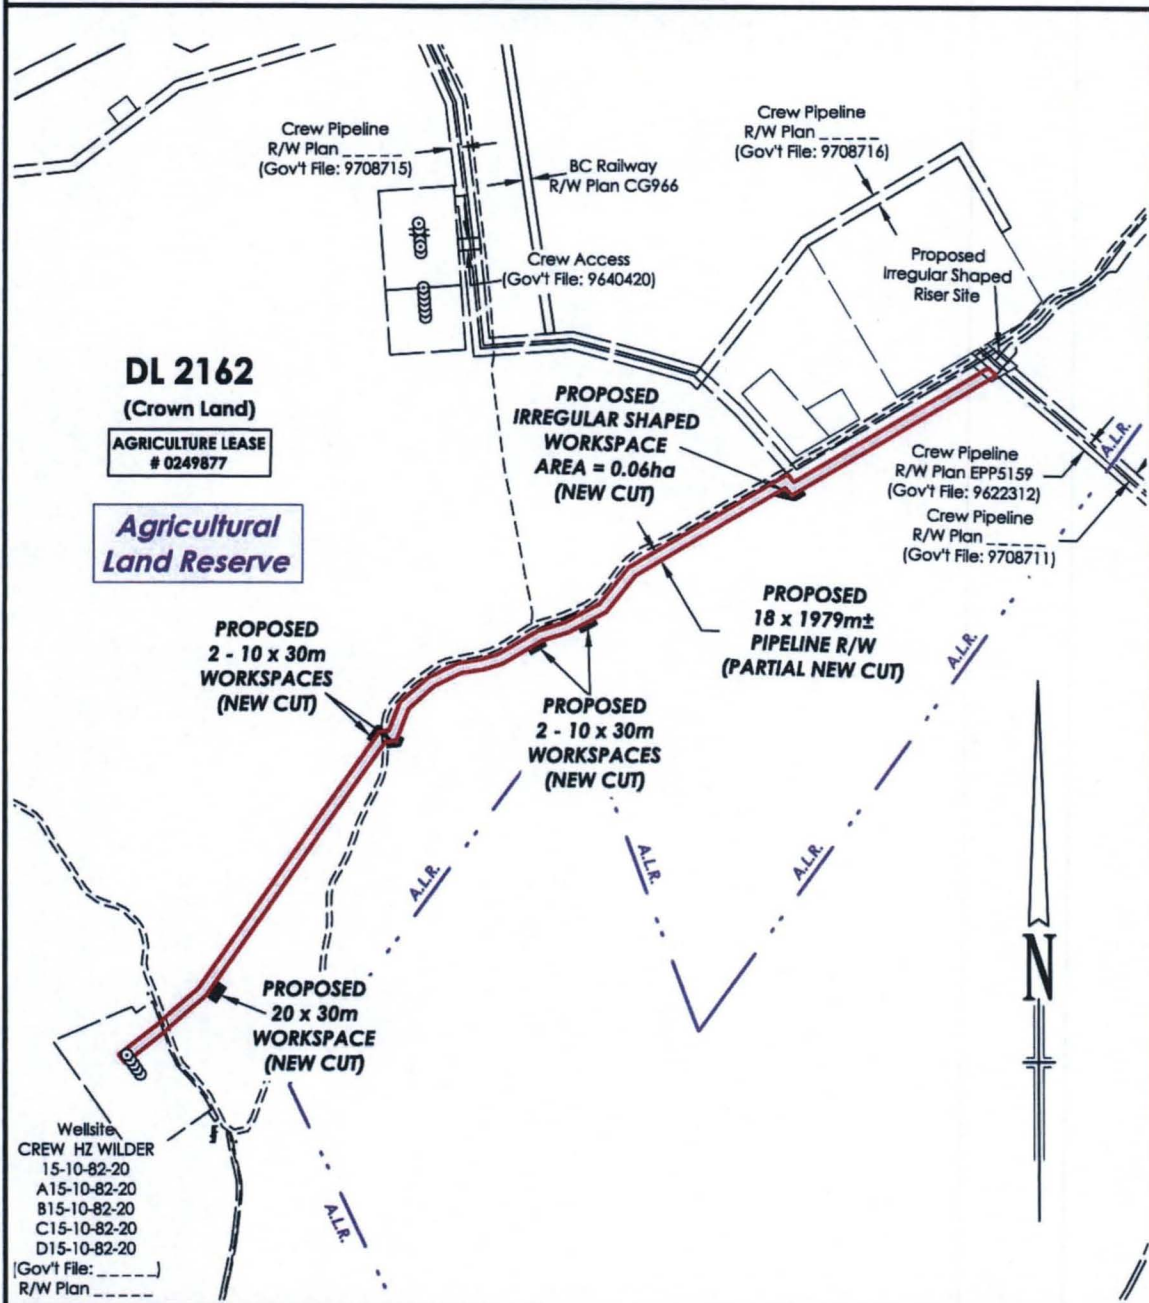 Crew Pipeline
R/W Plan ______
(Gov't File: 9708715)
BC Railway
R/W Plan CG966
Crew Pipeline
R/W Plan ______
(Gov't File: 9708716)
Crew Access
(Gov't File: 9640420)
Proposed
Irregular Shaped
Riser Site
DL 2162
(Crown Land)
AGRICULTURE LEASE
# 0249877
Agricultural
Land Reserve
PROPOSED
IRREGULAR SHAPED
WORKSPACE
AREA = 0.06ha
(NEW CUT)
Crew Pipeline
R/W Plan EPP5159
(Gov't File: 9622312)
A.L.R.
Crew Pipeline
R/W Plan ______
(Gov't File: 9708711)
PROPOSED
18 x 1979m±
PIPELINE R/W
(PARTIAL NEW CUT)
A.L.R.
PROPOSED
2 - 10 x 30m
WORKSPACES
(NEW CUT)
PROPOSED
2 - 10 x 30m
WORKSPACES
(NEW CUT)
A.L.R.
A.L.R.
A.L.R.
N
PROPOSED
20 x 30m
WORKSPACE
(NEW CUT)
Wellsite
CREW HZ WILDER
15-10-82-20
A15-10-82-20
B15-10-82-20
C15-10-82-20
D15-10-82-20
(Gov't File: ______)
R/W Plan ______
A.L.R.